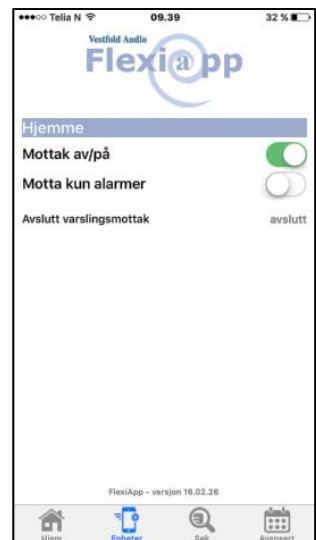 Telia N 09.39 32 %
Vestfold Audio
Flexi@pp
Hjemme
Mottak av/på
Motta kun alarmer
Avslutt varslingsmottak avslutt
FlexiApp - versjon 16.02.26
Hjem Enheter Søk Avansert